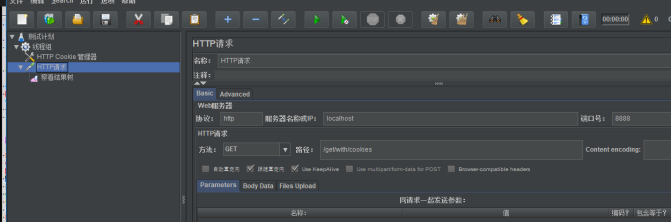 文件 编辑 Search 运行 选项 帮助
00:00:00 0
测试计划
线程组
HTTP Cookie 管理器
HTTP请求
察看结果树
HTTP请求
名称: HTTP请求
注释:
Basic Advanced
Web服务器
协议: http 服务器名称或IP: localhost 端口号: 8888
HTTP请求
方法: GET 路径: /get/with/cookies Content encoding:
自动重定向 跟随重定向 Use KeepAlive Use multipart/form-data for POST Browser-compatible headers
Parameters Body Data Files Upload
同请求一起发送参数:
名称: 值 编码? 包含等于?